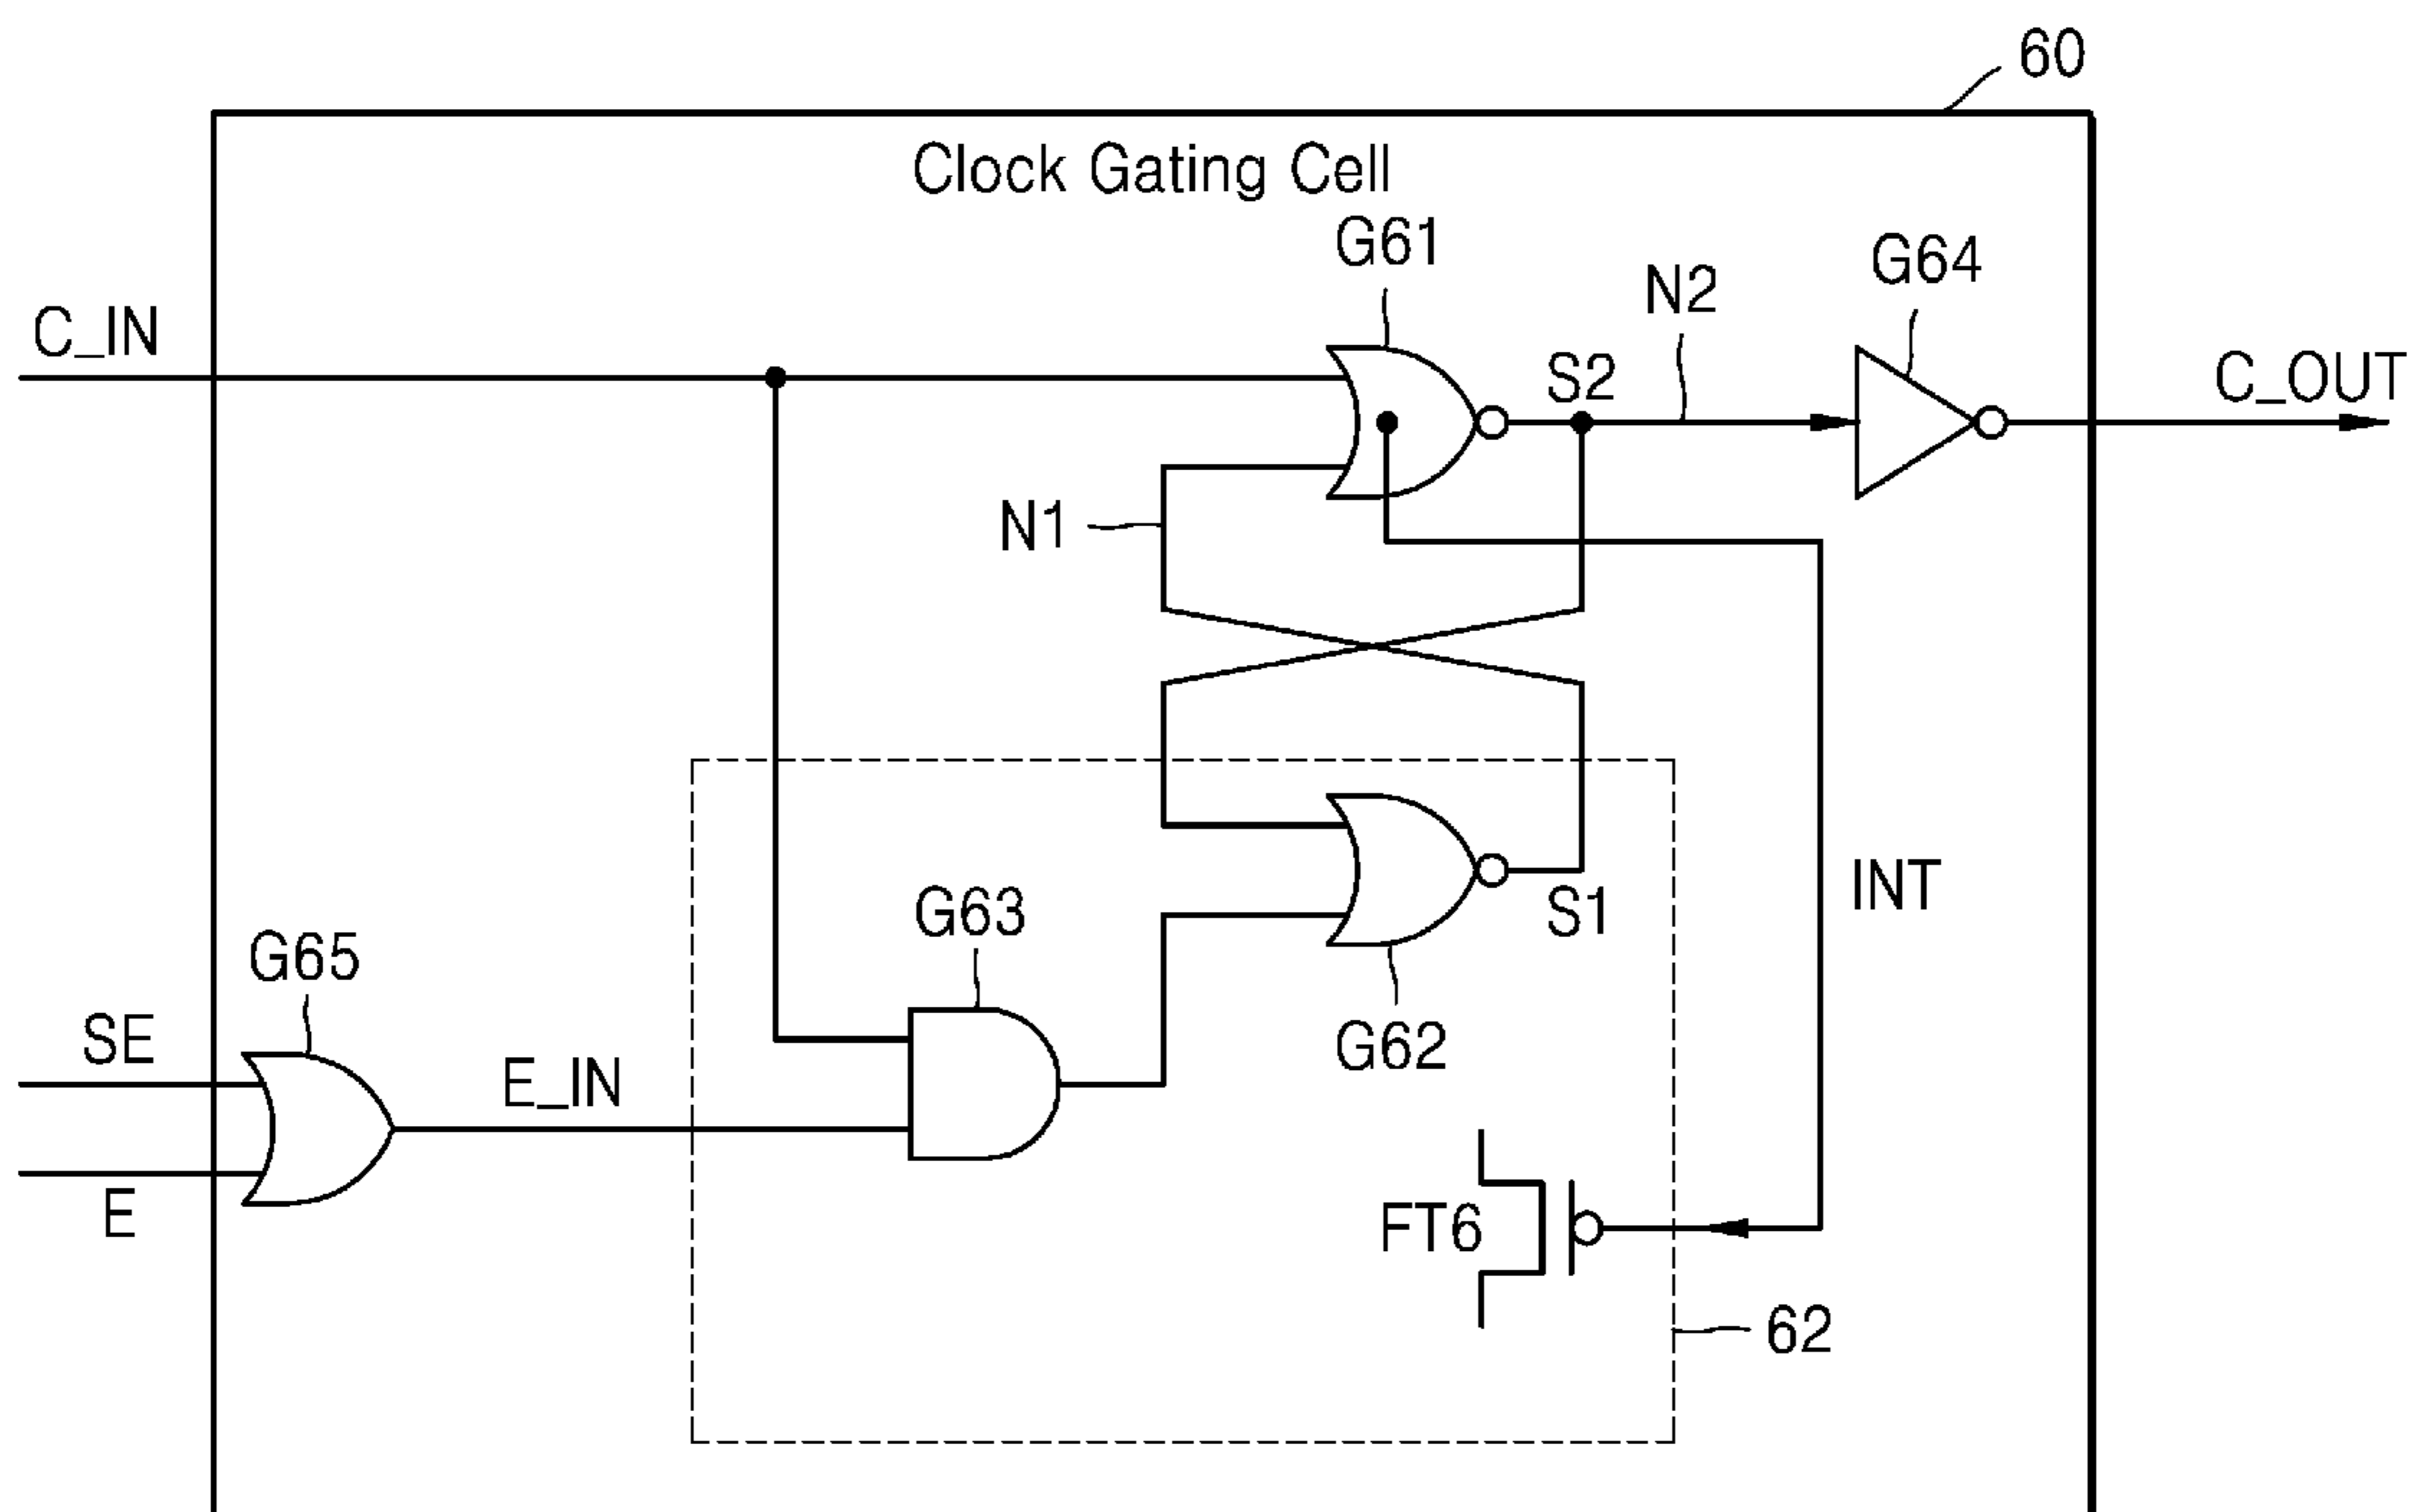 60
Clock Gating Cell
G61
G64
N2
C_IN
S2
C_OUT
N1
INT
G63
S1
G65
SE
G62
E_IN
E
FT6
62